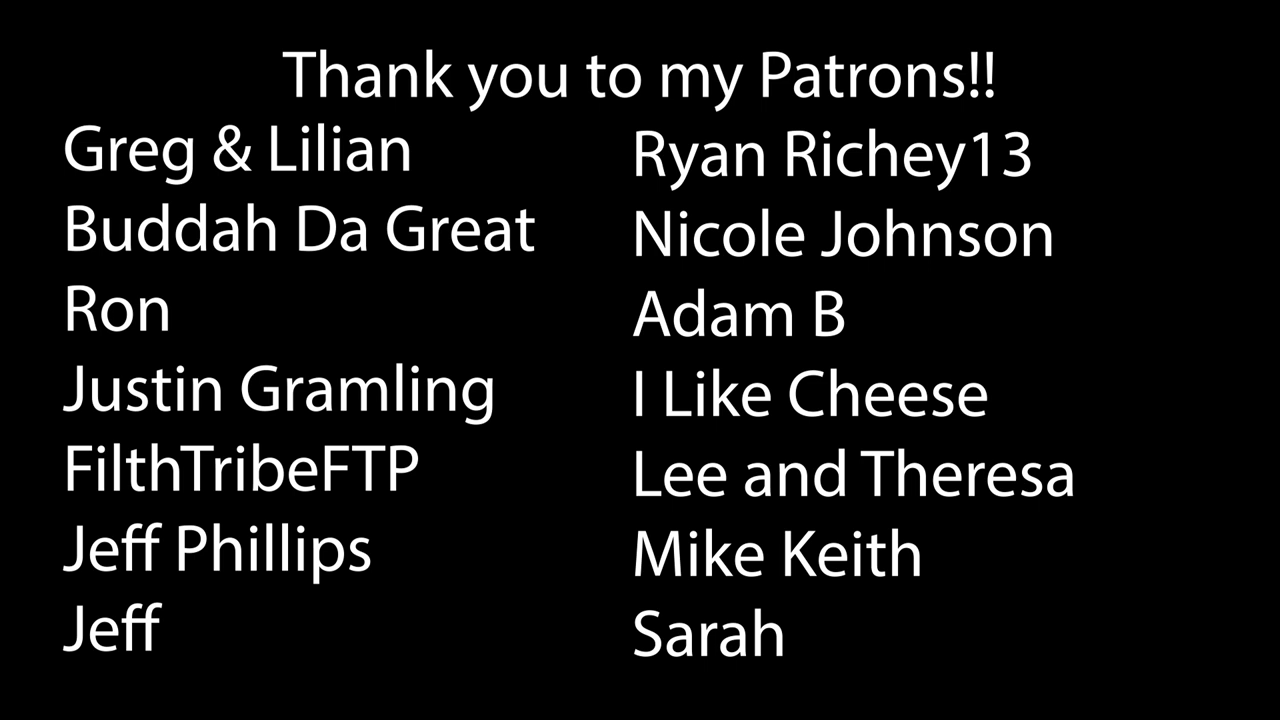 Thank you to my Patrons!!
Greg & Lilian
Buddah Da Great
Ron
Justin Gramling
FilthTribeFTP
Jeff Phillips
Jeff
Ryan Richey13
Nicole Johnson
Adam B
I Like Cheese
Lee and Theresa
Mike Keith
Sarah